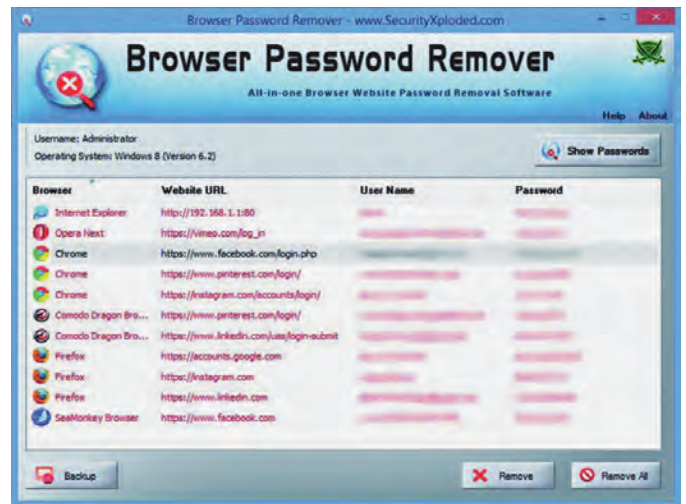 Browser Password Remover - www.SecurityXploded.com
Browser Password Remover
All-in-one Browser Website Password Removal Software
Help About
Username: Administrator
Operating System: Windows 8 (Version 6.2)
Show Passwords
Browser Website URL User Name Password
Internet Explorer http://192.168.1.1:80
Opera Next https://vimeo.com/log_in
Chrome https://www.facebook.com/login.php
Chrome https://www.pinterest.com/login/
Chrome https://instagram.com/accounts/login/
Comodo Dragon Bro... https://www.pinterest.com/login/
Comodo Dragon Bro... https://www.linkedin.com/uas/login-submit
Firefox https://accounts.google.com
Firefox https://instagram.com
Firefox https://www.linkedin.com
SeaMonkey Browser https://www.facebook.com
Backup Remove Remove All